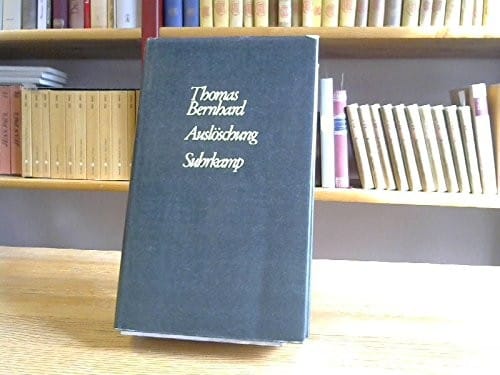 Thomas
Bernhard
Auslöschung
Suhrkamp